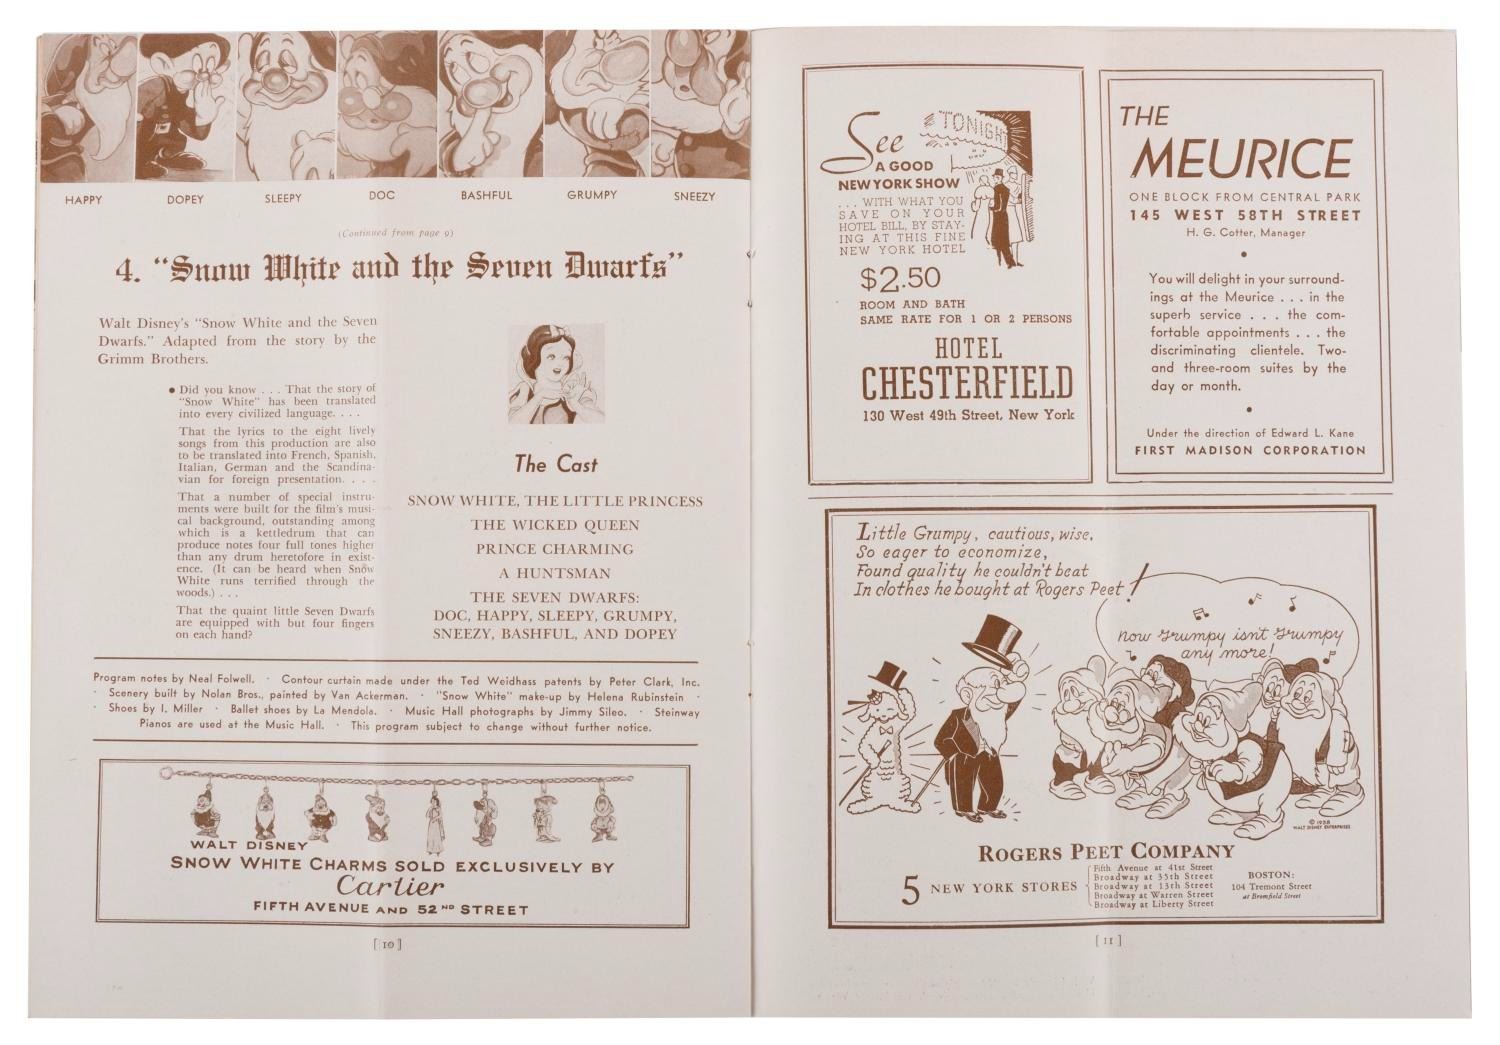 HAPPY DOPEY SLEEPY DOC BASHFUL GRUMPY SNEEZY
(Continued from page 9)
4. "Snow White and the Seven Dwarfs"
Walt Disney's "Snow White and the Seven
Dwarfs." Adapted from the story by the
Grimm Brothers.
• Did you know . . . That the story of
"Snow White" has been translated
into every civilized language. . . .
That the lyrics to the eight lively
songs from this production are also
to be translated into French, Spanish,
Italian, German and the Scandina-
vian for foreign presentation. . . .
That a number of special instru-
ments were built for the film's musi-
cal background, outstanding among
which is a kettledrum that can
produce notes four full tones higher
than any drum heretofore in exist-
ence. (It can be heard when Snow
White runs terrified through the
woods.) . . .
That the quaint little Seven Dwarfs
are equipped with but four fingers
on each hand?
The Cast
SNOW WHITE, THE LITTLE PRINCESS
THE WICKED QUEEN
PRINCE CHARMING
A HUNTSMAN
THE SEVEN DWARFS:
DOC, HAPPY, SLEEPY, GRUMPY,
SNEEZY, BASHFUL, AND DOPEY
Program notes by Neal Folwell. · Contour curtain made under the Ted Weidhass patents by Peter Clark, Inc.
· Scenery built by Nolan Bros., painted by Van Ackerman. · "Snow White" make-up by Helena Rubinstein ·
· Shoes by I. Miller · Ballet shoes by La Mendola. · Music Hall photographs by Jimmy Sileo. · Steinway
Pianos are used at the Music Hall. · This program subject to change without further notice.
WALT DISNEY
SNOW WHITE CHARMS SOLD EXCLUSIVELY BY
Cartier
FIFTH AVENUE AND 52ND STREET
[ 10 ]
TONIGHT
See
A GOOD
NEW YORK SHOW
. . . WITH WHAT YOU
SAVE ON YOUR
HOTEL BILL, BY STAY-
ING AT THIS FINE
NEW YORK HOTEL
$2.50
ROOM AND BATH
SAME RATE FOR 1 OR 2 PERSONS
HOTEL
CHESTERFIELD
130 West 49th Street, New York
THE
MEURICE
ONE BLOCK FROM CENTRAL PARK
145 WEST 58TH STREET
H. G. Cotter, Manager
•
You will delight in your surround-
ings at the Meurice . . . in the
superb service . . . the com-
fortable appointments . . . the
discriminating clientele. Two-
and three-room suites by the
day or month.
•
Under the direction of Edward L. Kane
FIRST MADISON CORPORATION
Little Grumpy, cautious, wise,
So eager to economize,
Found quality he couldn't beat
In clothes he bought at Rogers Peet!
now Grumpy isn't Grumpy
any more!
© 1938
WALT DISNEY ENTERPRISES
ROGERS PEET COMPANY
5 NEW YORK STORES
Fifth Avenue at 41st Street
Broadway at 35th Street
Broadway at 13th Street
Broadway at Warren Street
Broadway at Liberty Street
BOSTON:
104 Tremont Street
at Bromfield Street
[ 11 ]